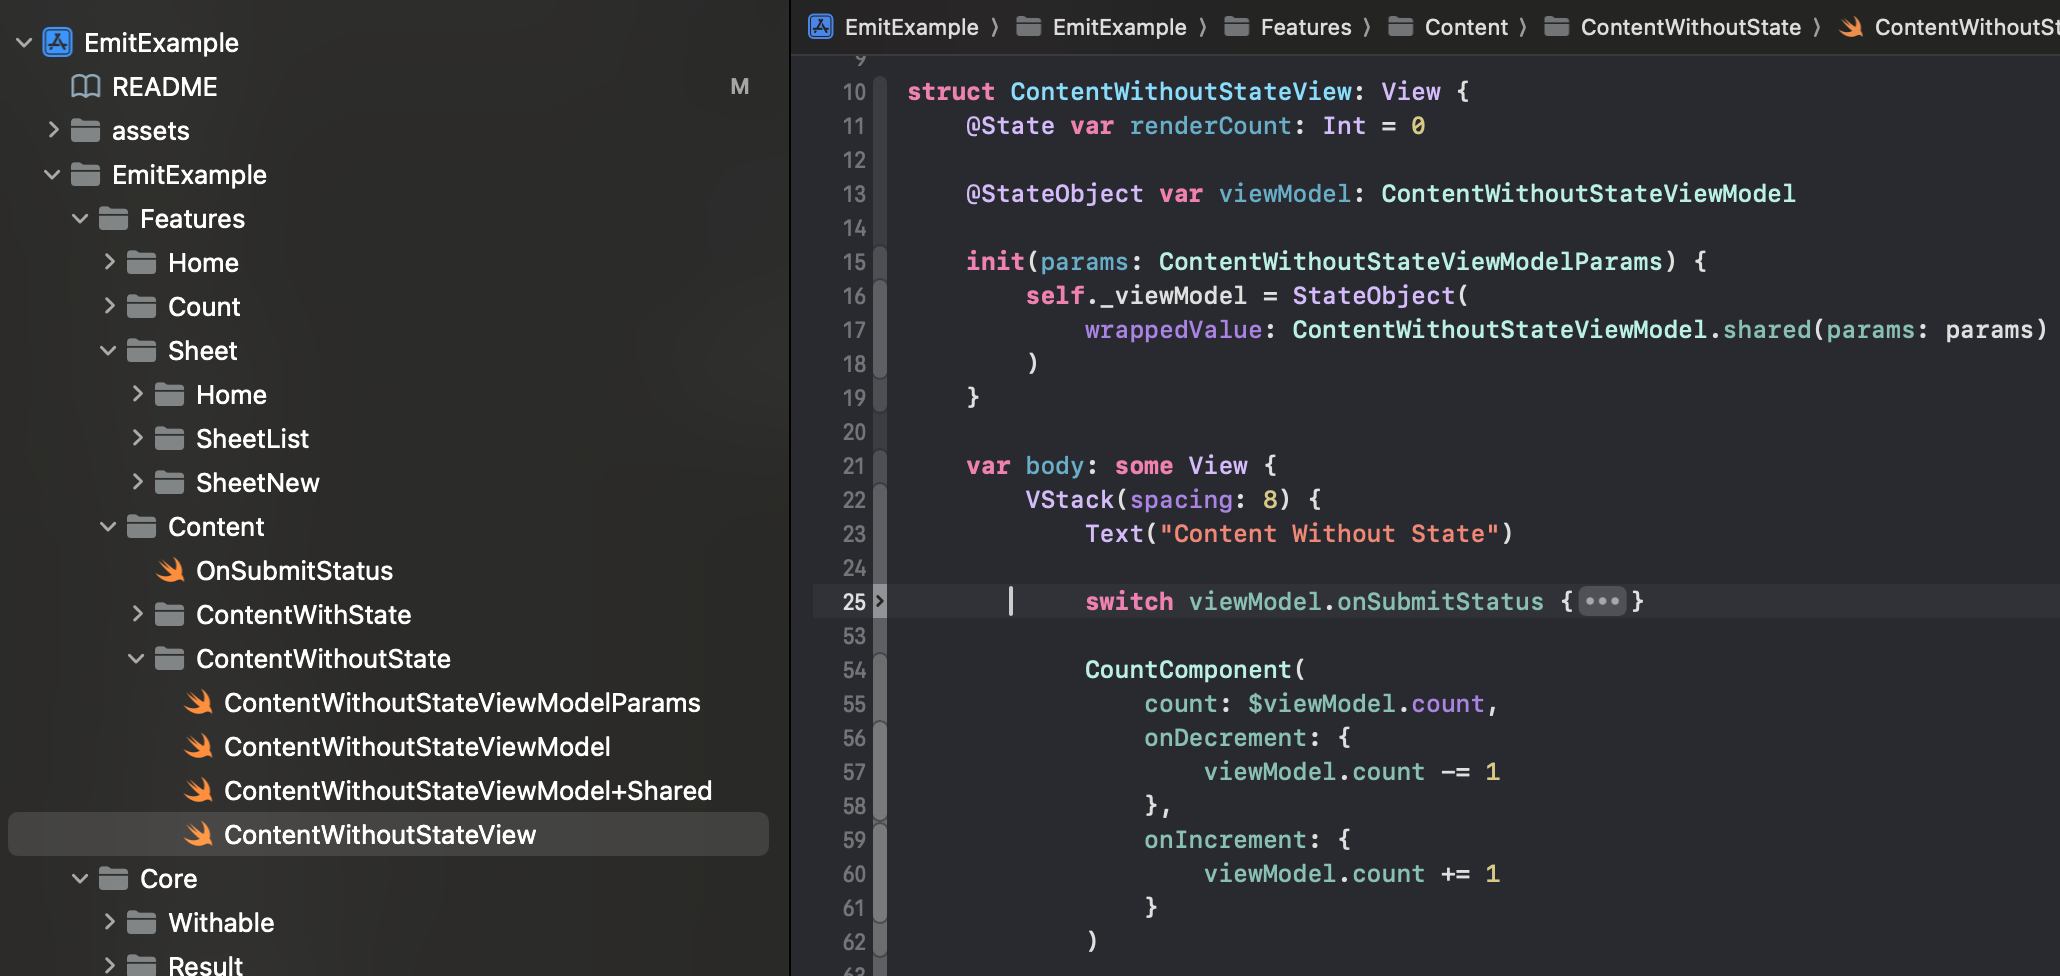 EmitExample
README M
assets
EmitExample
Features
Home
Count
Sheet
Home
SheetList
SheetNew
Content
OnSubmitStatus
ContentWithState
ContentWithoutState
ContentWithoutStateViewModelParams
ContentWithoutStateViewModel
ContentWithoutStateViewModel+Shared
ContentWithoutStateView
Core
Withable
Result
EmitExample 〉 EmitExample 〉 Features 〉 Content 〉 ContentWithoutState 〉 ContentWithoutSt
9
10 struct ContentWithoutStateView: View {
11     @State var renderCount: Int = 0
12
13     @StateObject var viewModel: ContentWithoutStateViewModel
14
15     init(params: ContentWithoutStateViewModelParams) {
16         self._viewModel = StateObject(
17             wrappedValue: ContentWithoutStateViewModel.shared(params: params)
18         )
19     }
20
21     var body: some View {
22         VStack(spacing: 8) {
23             Text("Content Without State")
24
25             switch viewModel.onSubmitStatus {•••}
53
54             CountComponent(
55                 count: $viewModel.count,
56                 onDecrement: {
57                     viewModel.count -= 1
58                 },
59                 onIncrement: {
60                     viewModel.count += 1
61                 }
62             )
63